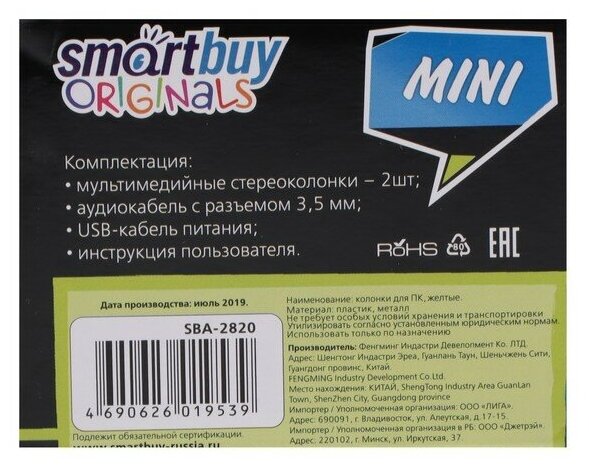 smartbuy
ORIGINALS
MINI
Комплектация:
• мультимедийные стереоколонки – 2шт;
• аудиокабель с разъемом 3,5 мм;
• USB-кабель питания;
• инструкция пользователя.
RoHS
80
EAC
Дата производства: июль 2019.
SBA-2820
4 690626 019539
Подлежит обязательной сертификации
www.smartbuy-russia.ru
Наименование: колонки для ПК, желтые.
Материал: пластик, металл
Не требует особых условий хранения и транспортировки
Утилизировать согласно установленным юридическим нормам.
Использовать только по назначению
Производитель: Фенгминг Индастри Девелопмент Ко. ЛТД.
Адрес: Шенгтонг Индастри Эреа, Гуанлань Таун, Шеньчжень Сити,
Гуангдонг провинс, Китай.
FENGMING Industry Development Co Ltd.
Место нахождения: КИТАЙ, ShengTong Industry Area GuanLan
Town, ShenZhen City, Guangdong province
Импортер / Уполномоченная организация: ООО «ЛИГА».
Адрес: 690091, г. Владивосток, ул. Алеутская, д.17-15.
Импортер / Уполномоченная организация в РБ: ООО «Джетрэй».
Адрес: 220102, г. Минск, ул. Иркутская, 37